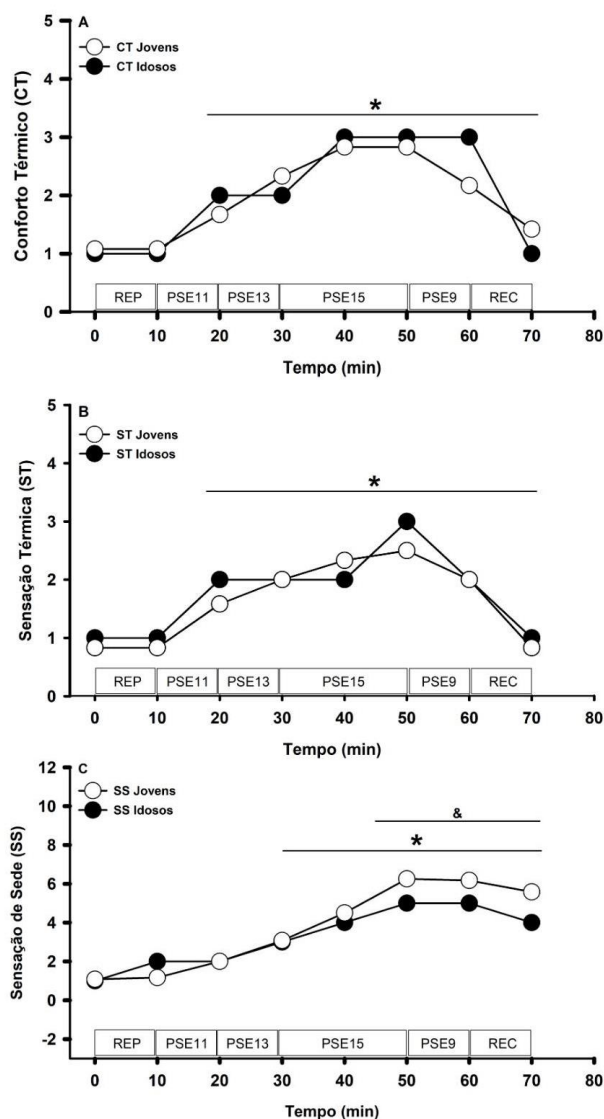 A
5
CT Jovens
CT Idosos
4
*
3
2
1
0
Conforto Térmico (CT)
REP PSE11 PSE13 PSE15 PSE9 REC
0 10 20 30 40 50 60 70 80
Tempo (min)
B
5
ST Jovens
ST Idosos
4
*
3
2
1
0
Sensação Térmica (ST)
REP PSE11 PSE13 PSE15 PSE9 REC
0 10 20 30 40 50 60 70 80
Tempo (min)
C
12
SS Jovens
SS Idosos
10
&
8
*
6
4
2
0
-2
Sensação de Sede (SS)
REP PSE11 PSE13 PSE15 PSE9 REC
0 10 20 30 40 50 60 70 80
Tempo (min)